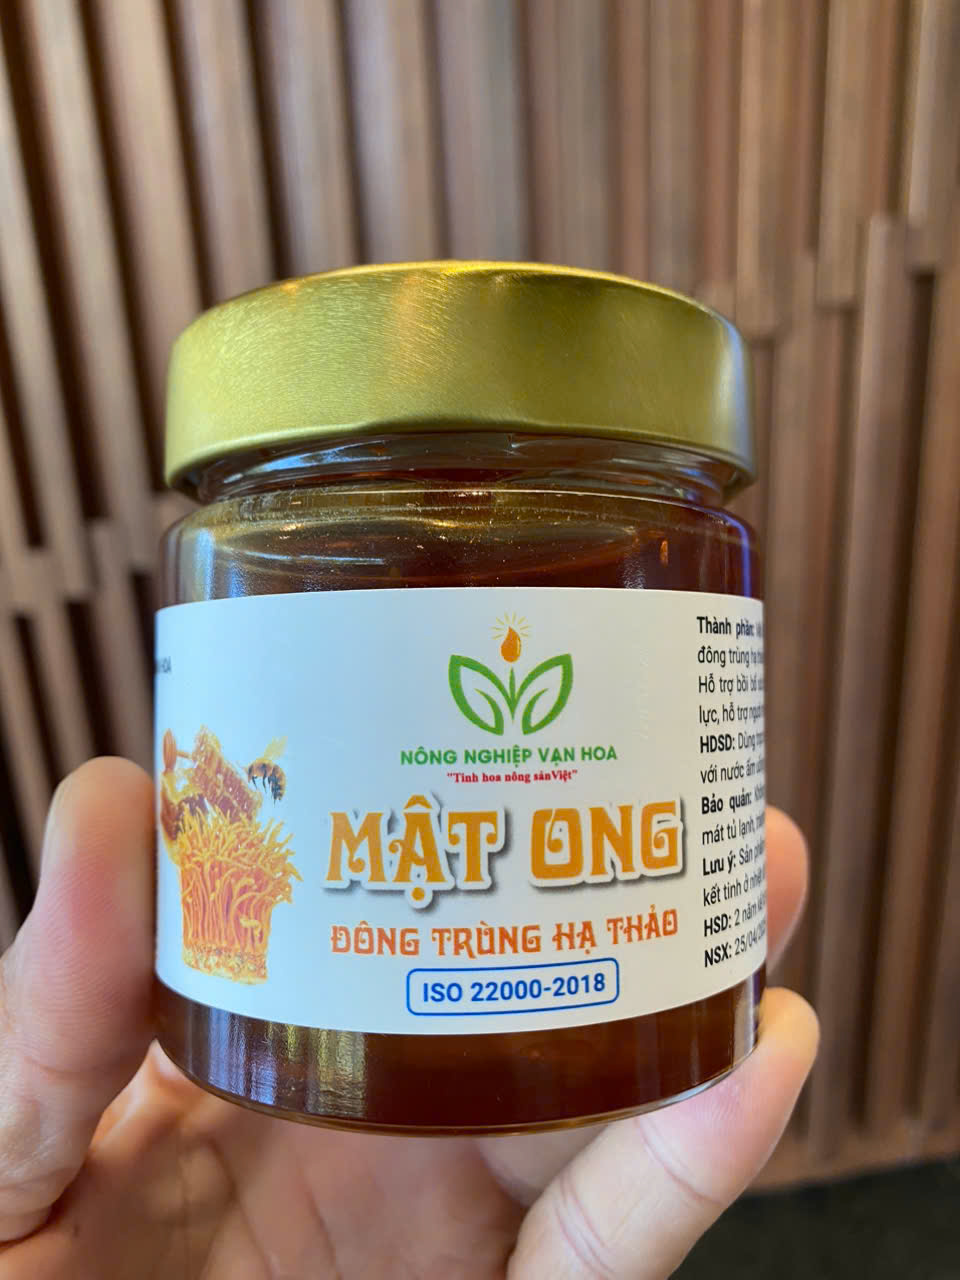 NÔNG NGHIỆP VẠN HOA
"Tinh hoa nông sản Việt"
MẬT ONG
ĐÔNG TRÙNG HẠ THẢO
ISO 22000-2018
Thành phần:
đông trùng hạ
Hỗ trợ bồi bổ
lực, hỗ trợ
HDSD: Dùng
với nước ấm
Bảo quản:
mát tủ lạnh,
Lưu ý: Sản
kết tinh ở
HSD: 2 năm
NSX: 25/04/